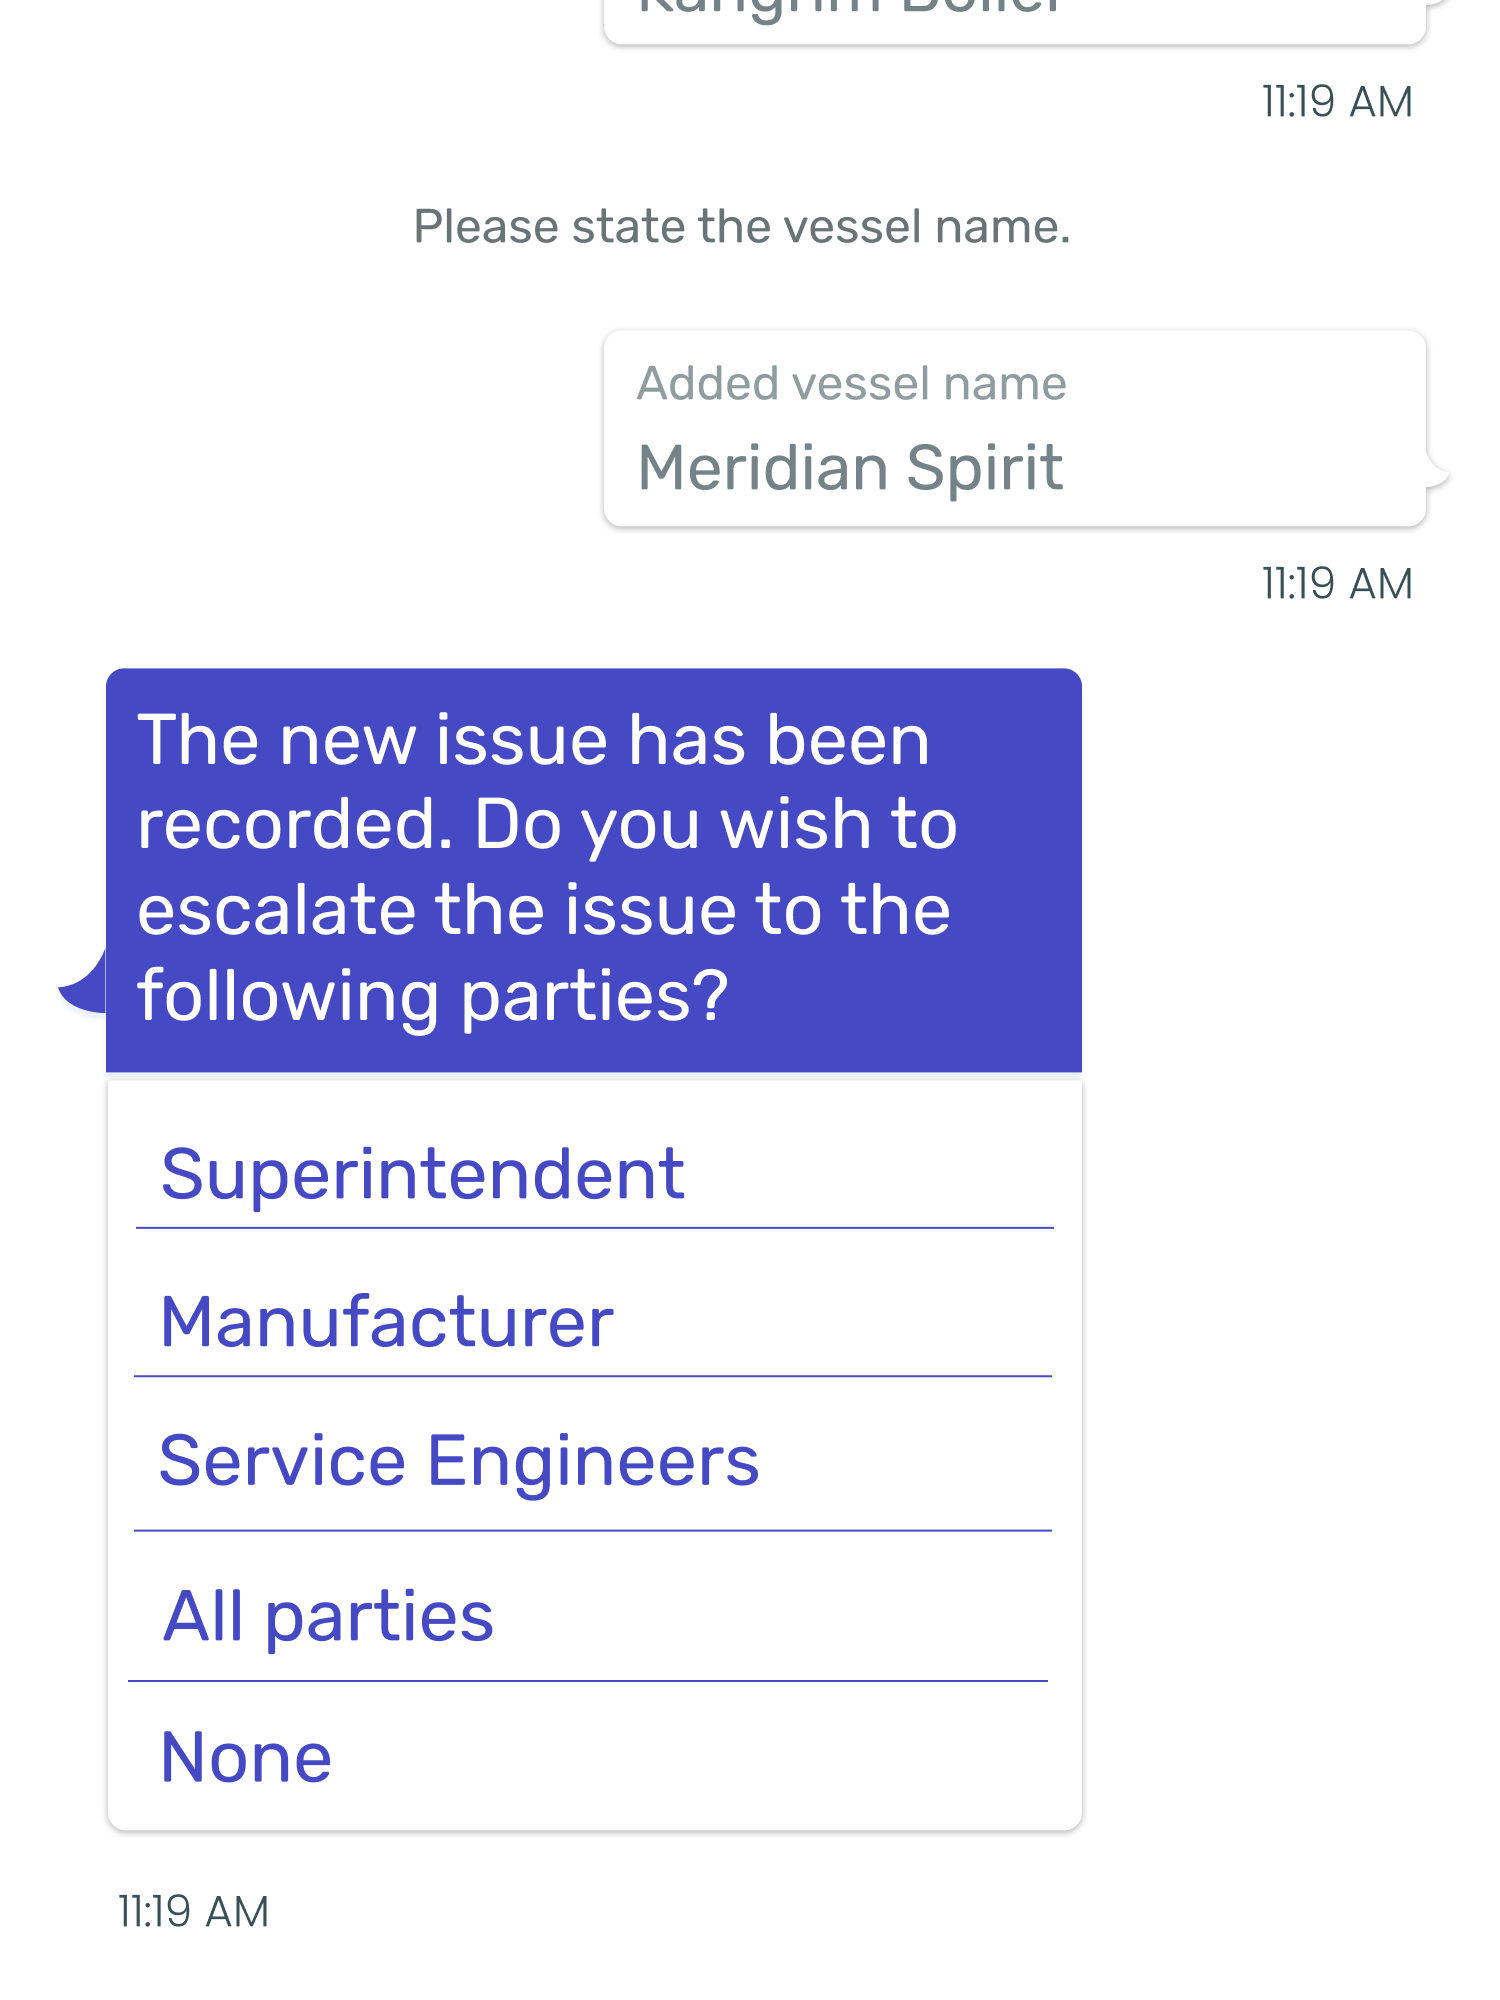 Kangrim Boiler
11:19 AM
Please state the vessel name.
Added vessel name
Meridian Spirit
11:19 AM
The new issue has been
recorded. Do you wish to
escalate the issue to the
following parties?
Superintendent
Manufacturer
Service Engineers
All parties
None
11:19 AM